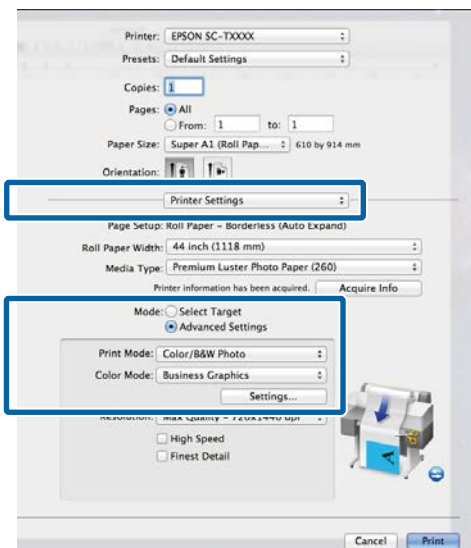 Printer: EPSON SC-TXXXX
Presets: Default Settings
Copies: 1
Pages: All
From: 1 to: 1
Paper Size: Super A1 (Roll Pap... 610 by 914 mm
Orientation:
Printer Settings
Page Setup: Roll Paper - Borderless (Auto Expand)
Roll Paper Width: 44 inch (1118 mm)
Media Type: Premium Luster Photo Paper (260)
Printer information has been acquired. Acquire Info
Mode: Select Target
Advanced Settings
Print Mode: Color/B&W Photo
Color Mode: Business Graphics
Settings...
Resolution: Max Quality - 720x1440 dpi
High Speed
Finest Detail
A
Cancel Print